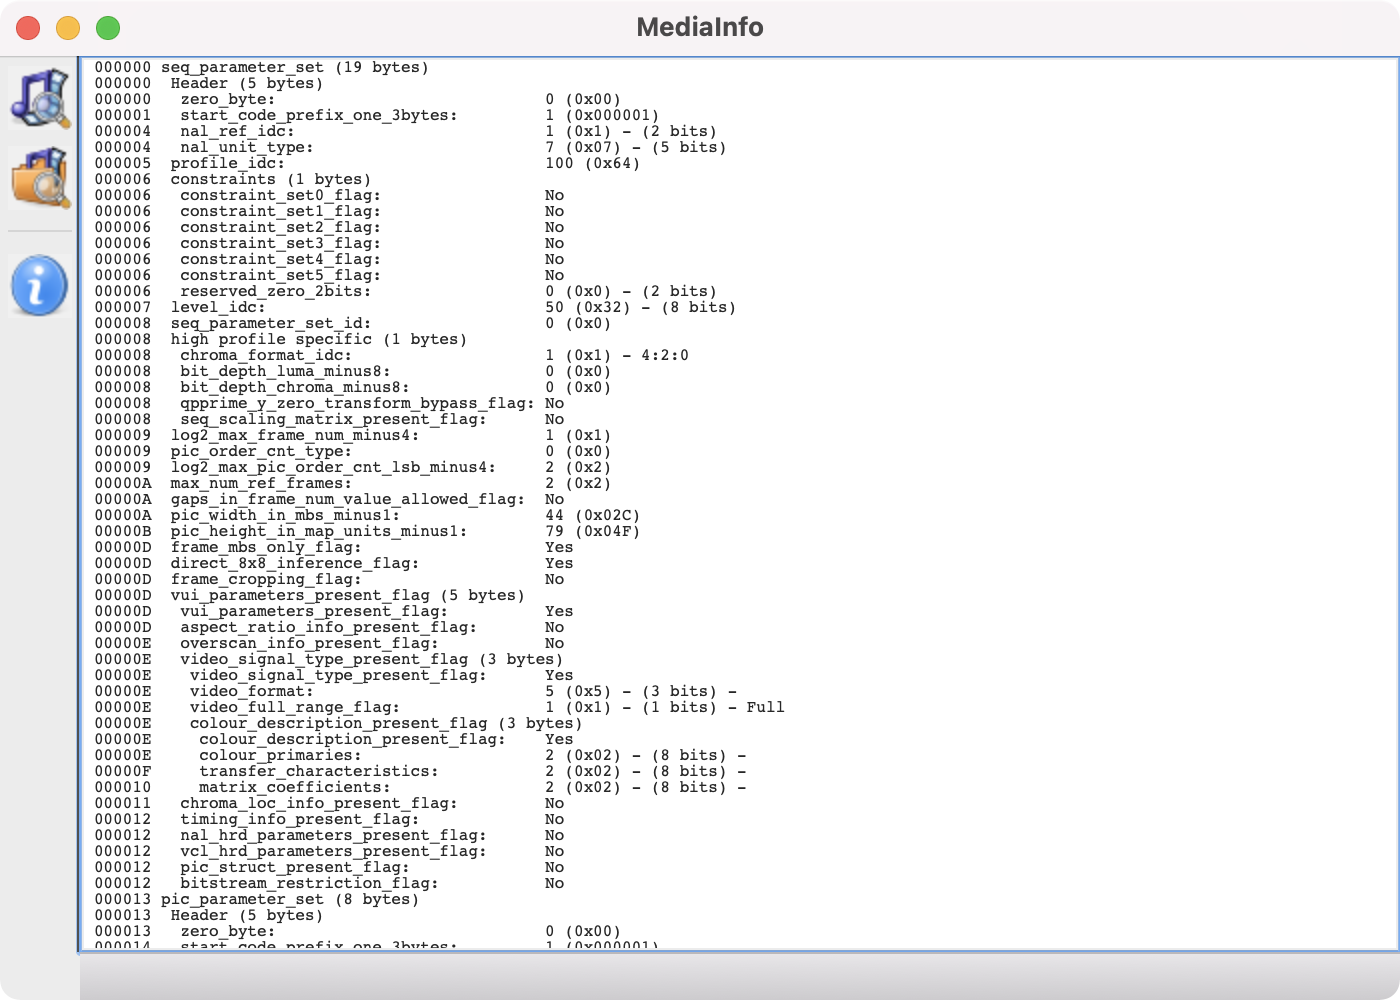 MediaInfo
000000 seq_parameter_set (19 bytes)
000000  Header (5 bytes)
000000   zero_byte:                            0 (0x00)
000001   start_code_prefix_one_3bytes:         1 (0x000001)
000004   nal_ref_idc:                          1 (0x1) - (2 bits)
000004   nal_unit_type:                        7 (0x07) - (5 bits)
000005  profile_idc:                           100 (0x64)
000006  constraints (1 bytes)
000006   constraint_set0_flag:                 No
000006   constraint_set1_flag:                 No
000006   constraint_set2_flag:                 No
000006   constraint_set3_flag:                 No
000006   constraint_set4_flag:                 No
000006   constraint_set5_flag:                 No
000006   reserved_zero_2bits:                  0 (0x0) - (2 bits)
000007  level_idc:                             50 (0x32) - (8 bits)
000008  seq_parameter_set_id:                  0 (0x0)
000008  high profile specific (1 bytes)
000008   chroma_format_idc:                    1 (0x1) - 4:2:0
000008   bit_depth_luma_minus8:                0 (0x0)
000008   bit_depth_chroma_minus8:              0 (0x0)
000008   qpprime_y_zero_transform_bypass_flag: No
000008   seq_scaling_matrix_present_flag:      No
000009  log2_max_frame_num_minus4:             1 (0x1)
000009  pic_order_cnt_type:                    0 (0x0)
000009  log2_max_pic_order_cnt_lsb_minus4:     2 (0x2)
00000A  max_num_ref_frames:                    2 (0x2)
00000A  gaps_in_frame_num_value_allowed_flag:  No
00000A  pic_width_in_mbs_minus1:               44 (0x02C)
00000B  pic_height_in_map_units_minus1:        79 (0x04F)
00000D  frame_mbs_only_flag:                   Yes
00000D  direct_8x8_inference_flag:             Yes
00000D  frame_cropping_flag:                   No
00000D  vui_parameters_present_flag (5 bytes)
00000D   vui_parameters_present_flag:          Yes
00000D   aspect_ratio_info_present_flag:       No
00000E   overscan_info_present_flag:           No
00000E   video_signal_type_present_flag (3 bytes)
00000E    video_signal_type_present_flag:      Yes
00000E    video_format:                        5 (0x5) - (3 bits) -
00000E    video_full_range_flag:               1 (0x1) - (1 bits) - Full
00000E    colour_description_present_flag (3 bytes)
00000E     colour_description_present_flag:    Yes
00000E     colour_primaries:                   2 (0x02) - (8 bits) -
00000F     transfer_characteristics:           2 (0x02) - (8 bits) -
000010     matrix_coefficients:                2 (0x02) - (8 bits) -
000011   chroma_loc_info_present_flag:         No
000012   timing_info_present_flag:             No
000012   nal_hrd_parameters_present_flag:      No
000012   vcl_hrd_parameters_present_flag:      No
000012   pic_struct_present_flag:              No
000012   bitstream_restriction_flag:           No
000013 pic_parameter_set (8 bytes)
000013  Header (5 bytes)
000013   zero_byte:                            0 (0x00)
000014   start_code_prefix_one_3bytes:         1 (0x000001)